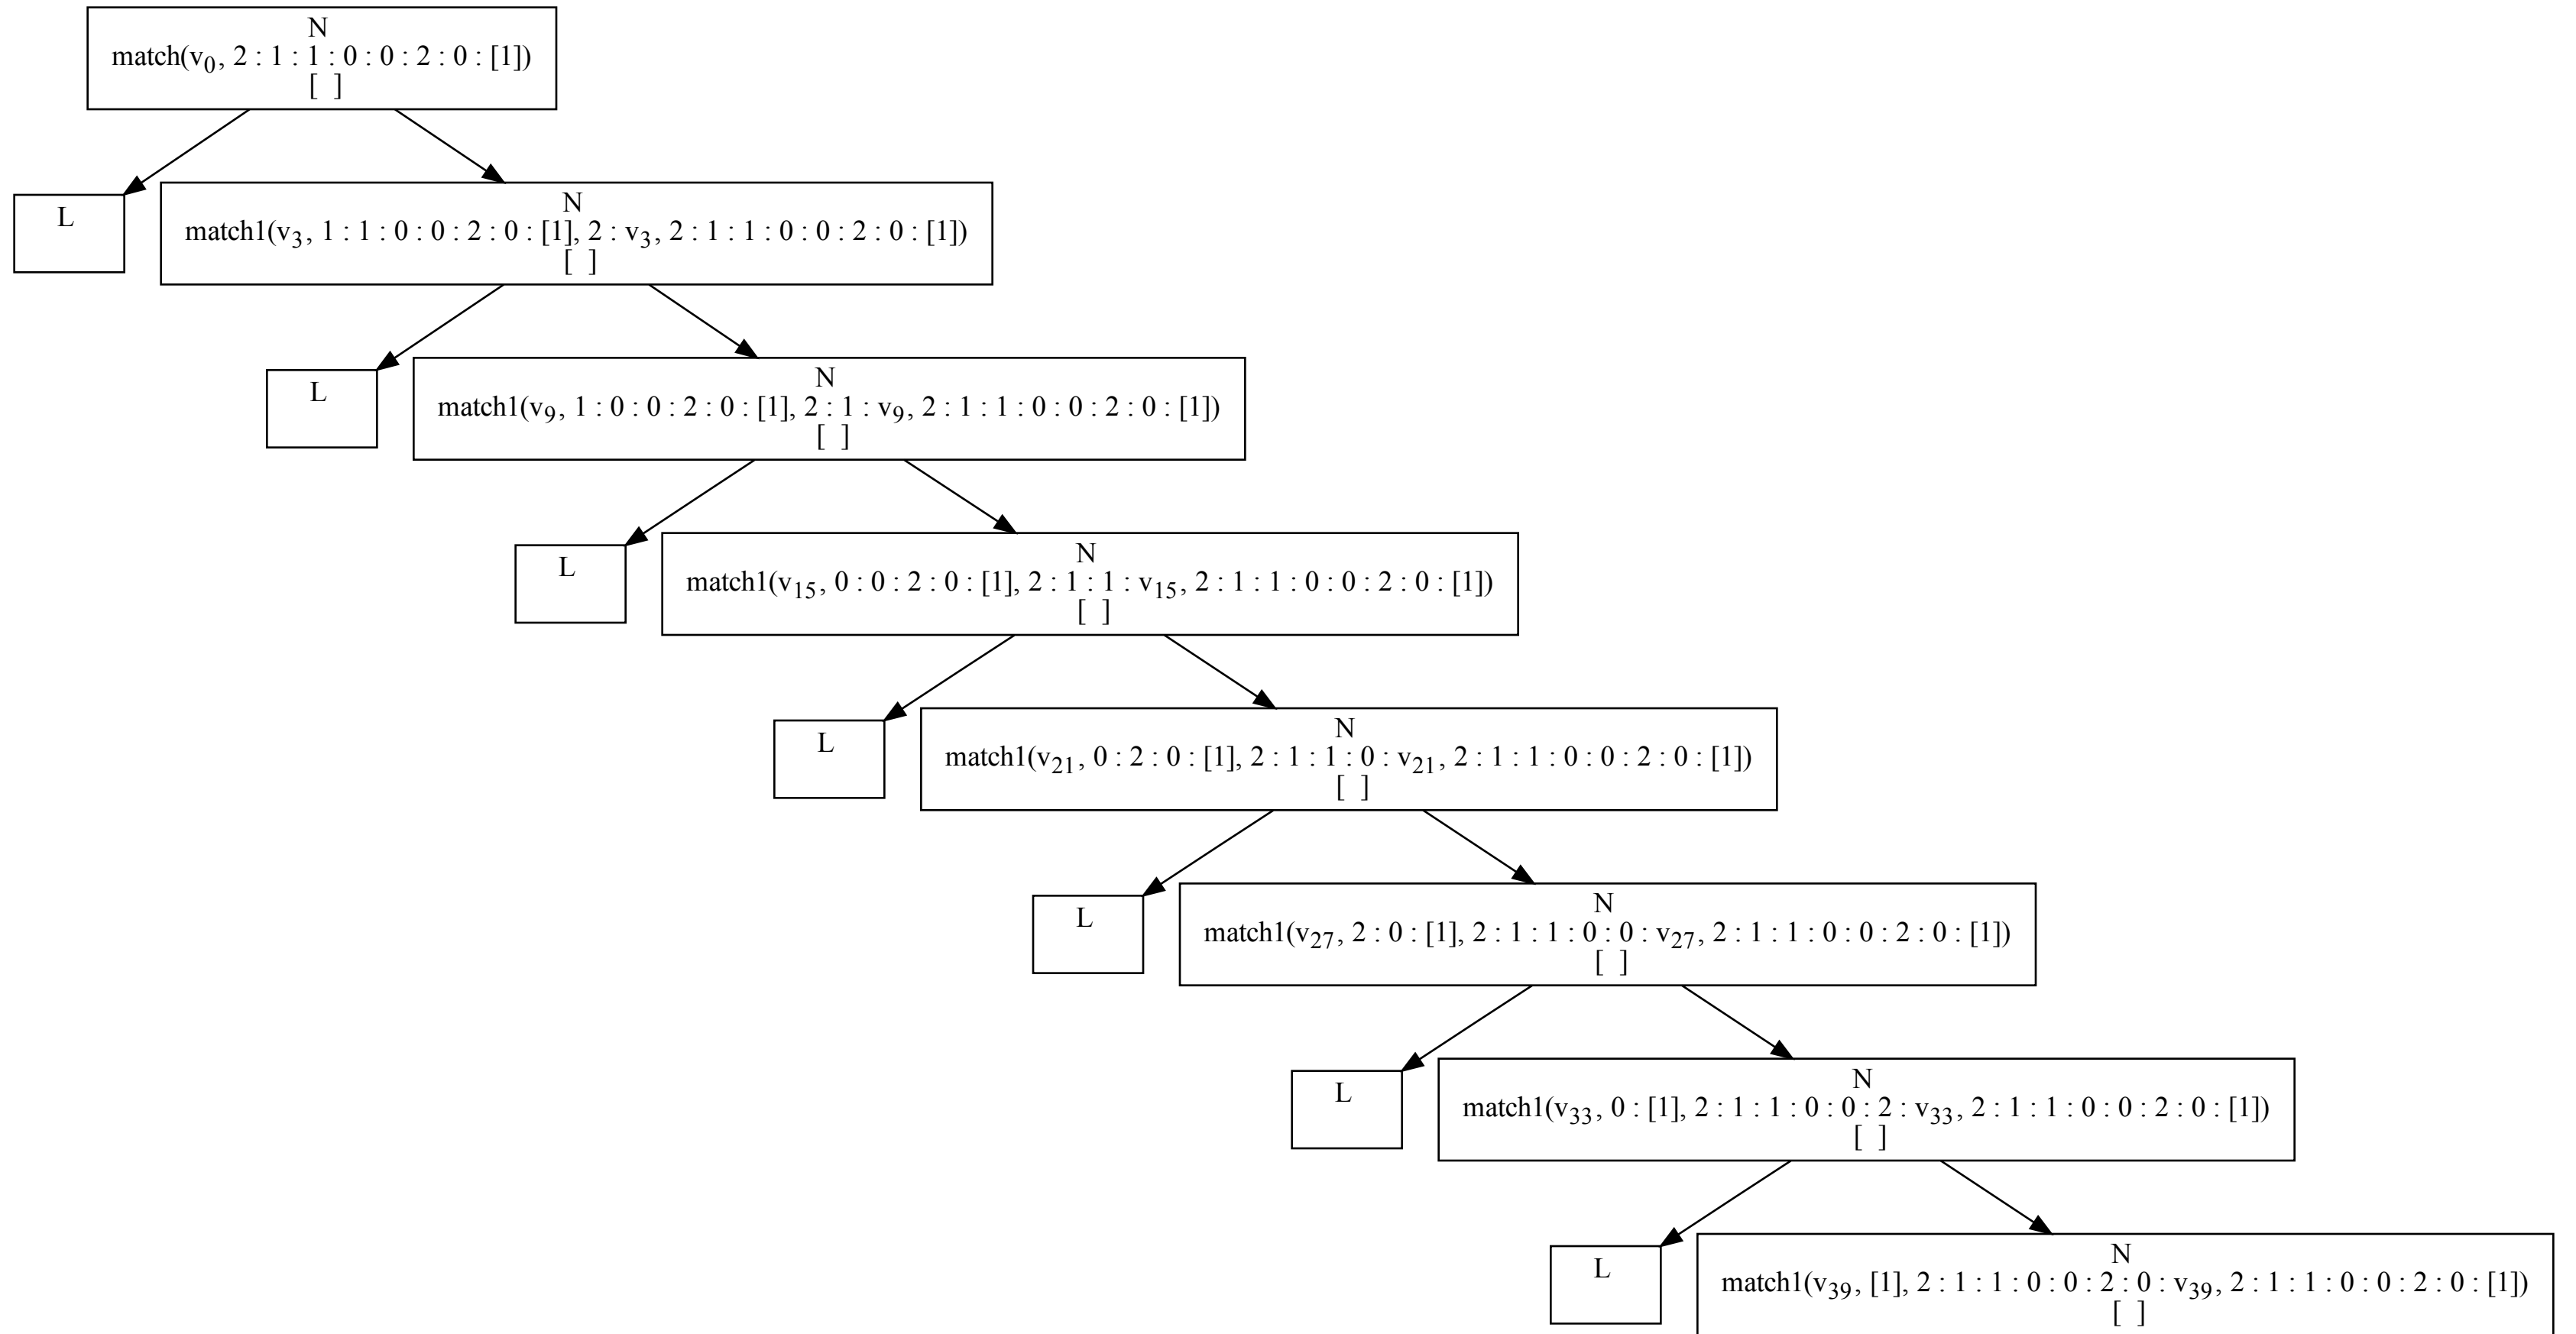 N
match(v0, 2 : 1 : 1 : 0 : 0 : 2 : 0 : [1])
[ ]
L
N
match1(v3, 1 : 1 : 0 : 0 : 2 : 0 : [1], 2 : v3, 2 : 1 : 1 : 0 : 0 : 2 : 0 : [1])
[ ]
L
N
match1(v9, 1 : 0 : 0 : 2 : 0 : [1], 2 : 1 : v9, 2 : 1 : 1 : 0 : 0 : 2 : 0 : [1])
[ ]
L
N
match1(v15, 0 : 0 : 2 : 0 : [1], 2 : 1 : 1 : v15, 2 : 1 : 1 : 0 : 0 : 2 : 0 : [1])
[ ]
L
N
match1(v21, 0 : 2 : 0 : [1], 2 : 1 : 1 : 0 : v21, 2 : 1 : 1 : 0 : 0 : 2 : 0 : [1])
[ ]
L
N
match1(v27, 2 : 0 : [1], 2 : 1 : 1 : 0 : 0 : v27, 2 : 1 : 1 : 0 : 0 : 2 : 0 : [1])
[ ]
L
N
match1(v33, 0 : [1], 2 : 1 : 1 : 0 : 0 : 2 : v33, 2 : 1 : 1 : 0 : 0 : 2 : 0 : [1])
[ ]
L
N
match1(v39, [1], 2 : 1 : 1 : 0 : 0 : 2 : 0 : v39, 2 : 1 : 1 : 0 : 0 : 2 : 0 : [1])
[ ]